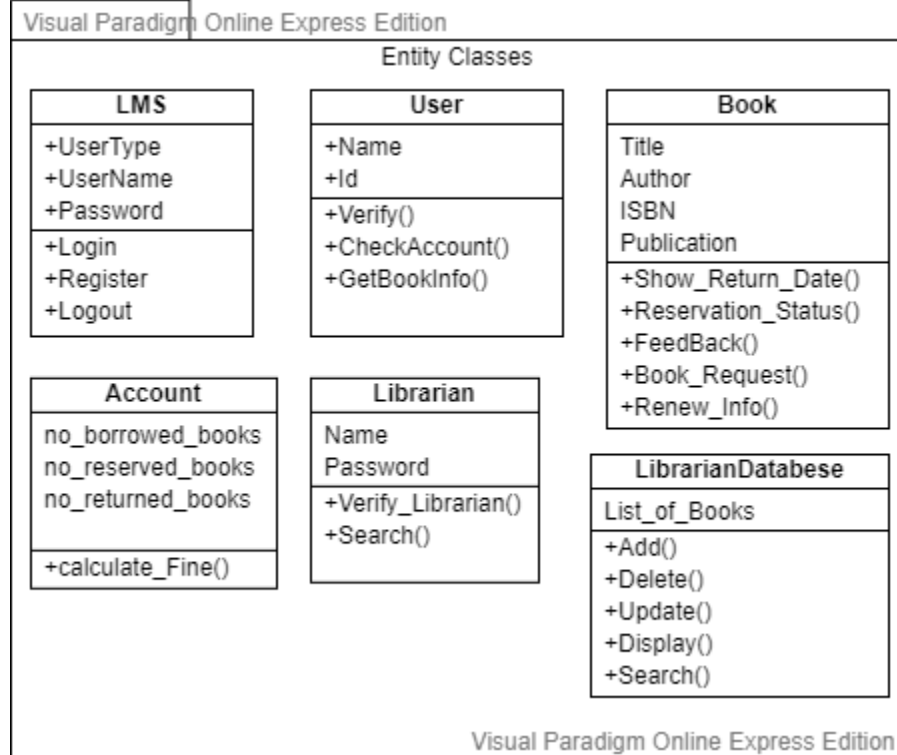 Visual Paradigm Online Express Edition
Entity Classes
LMS
+UserType
+UserName
+Password
+Login
+Register
+Logout
User
+Name
+Id
+Verify()
+CheckAccount()
+GetBookInfo()
Book
Title
Author
ISBN
Publication
+Show_Return_Date()
+Reservation_Status()
+FeedBack()
+Book_Request()
+Renew_Info()
Account
no_borrowed_books
no_reserved_books
no_returned_books
+calculate_Fine()
Librarian
Name
Password
+Verify_Librarian()
+Search()
LibrarianDatabese
List_of_Books
+Add()
+Delete()
+Update()
+Display()
+Search()
Visual Paradigm Online Express Edition